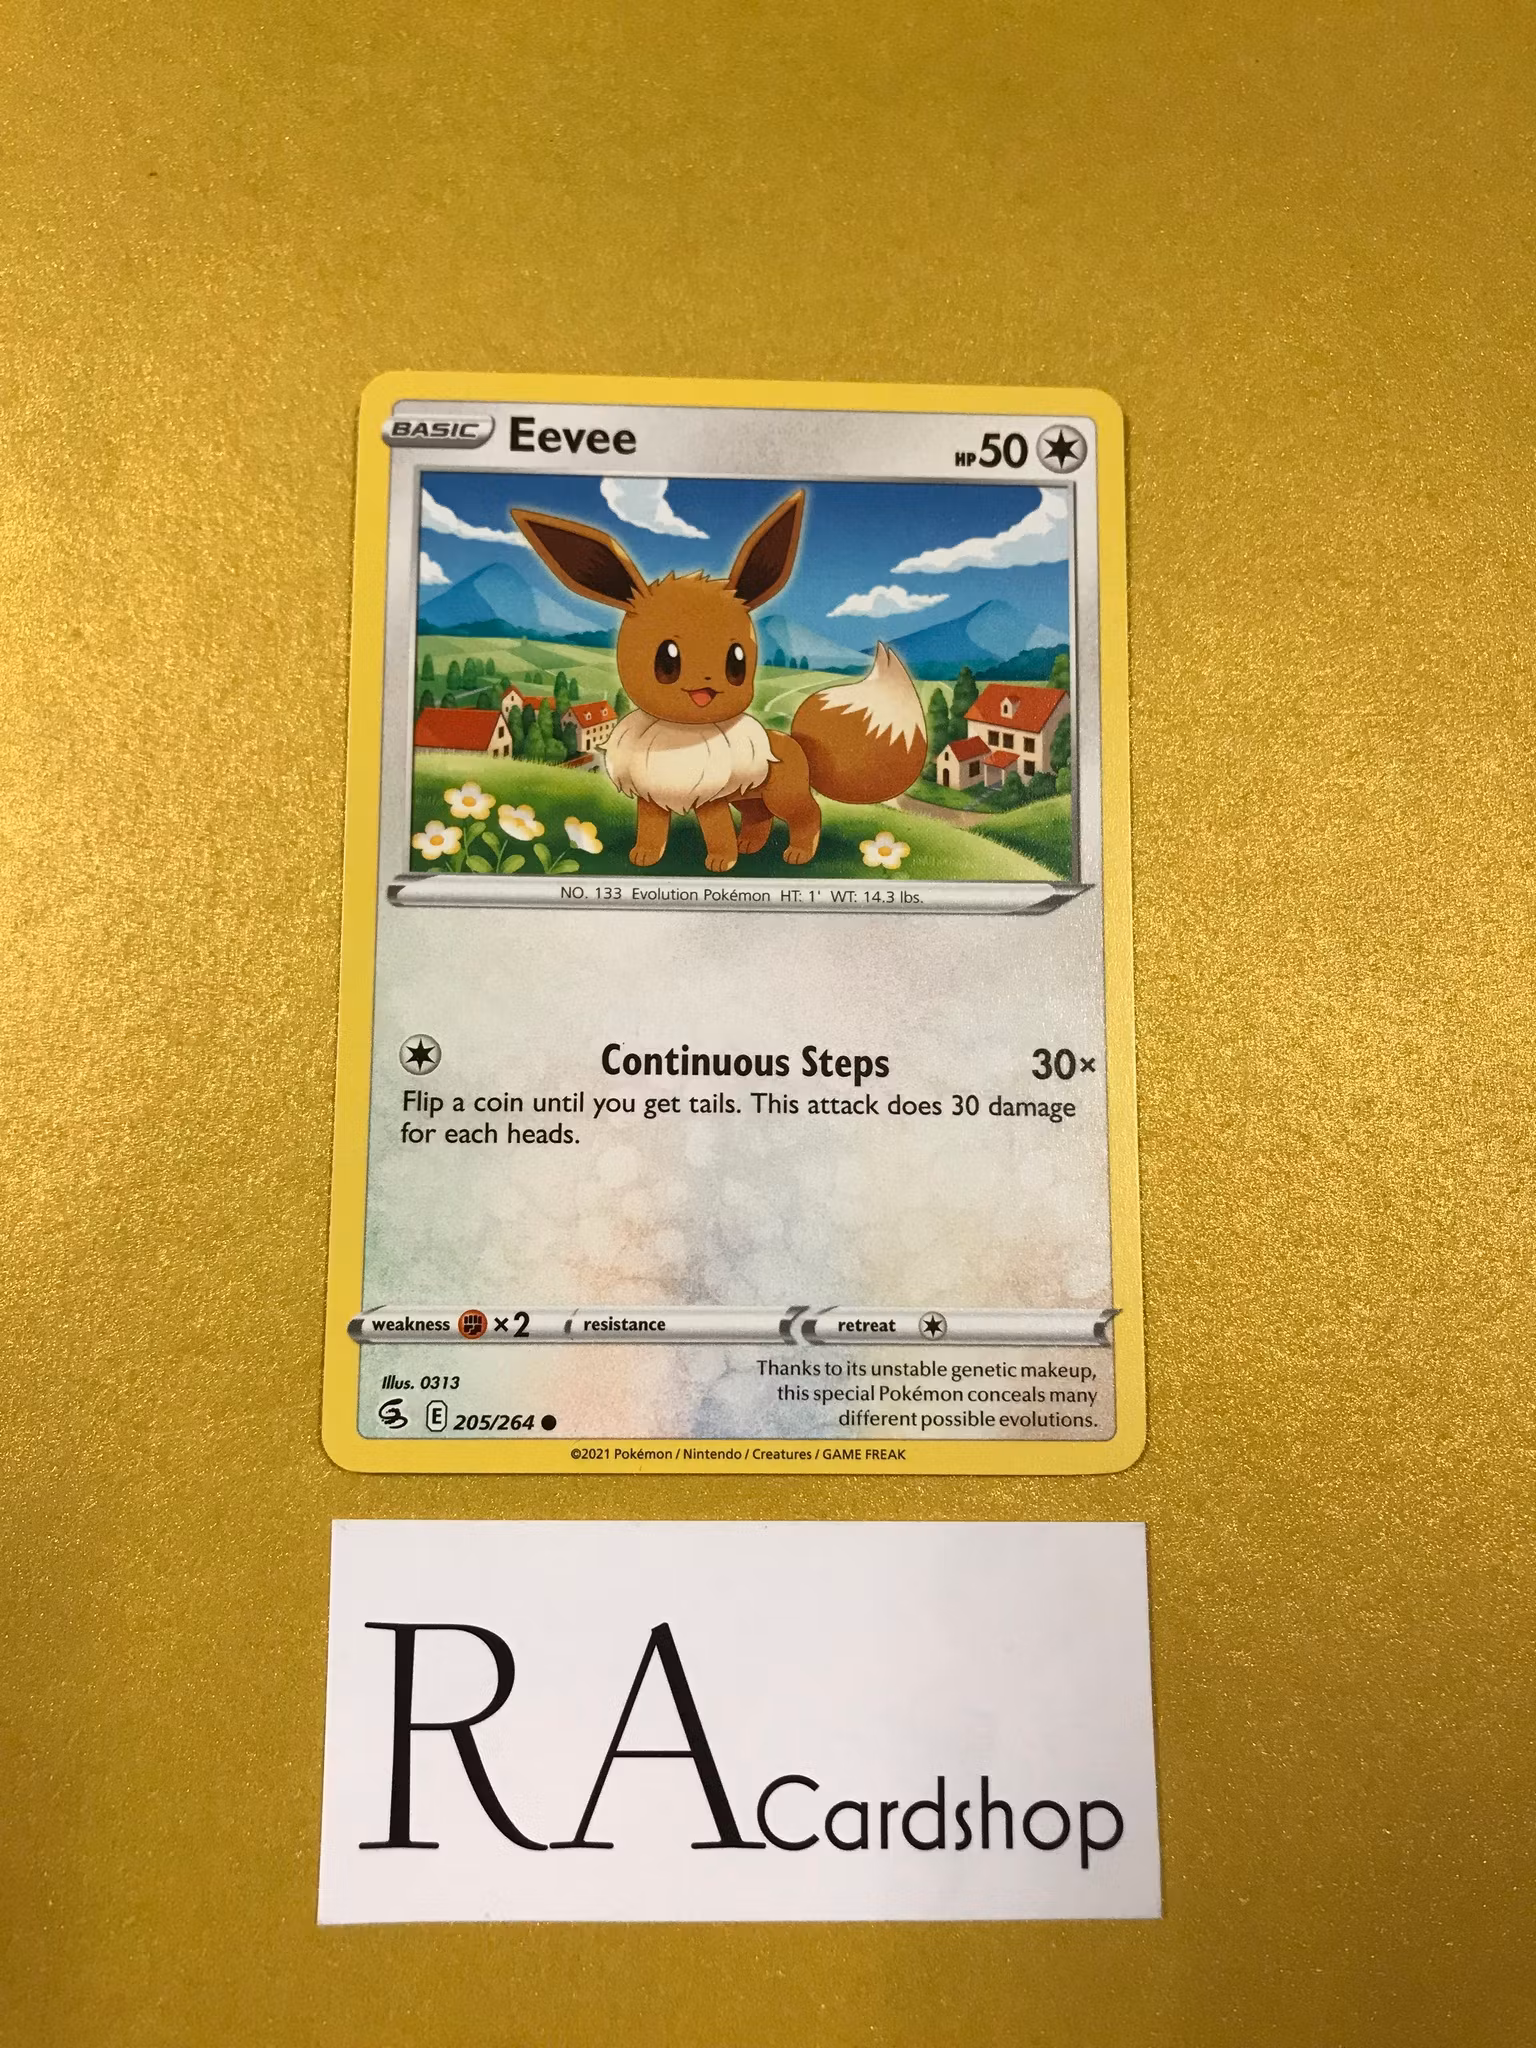 BASIC Eevee HP 50
NO. 133 Evolution Pokémon HT: 1' WT: 14.3 lbs.
Continuous Steps 30×
Flip a coin until you get tails. This attack does 30 damage
for each heads.
weakness ×2 resistance retreat
Thanks to its unstable genetic makeup,
this special Pokémon conceals many
different possible evolutions.
Illus. 0313
E 205/264
©2021 Pokémon / Nintendo / Creatures / GAME FREAK
RA Cardshop